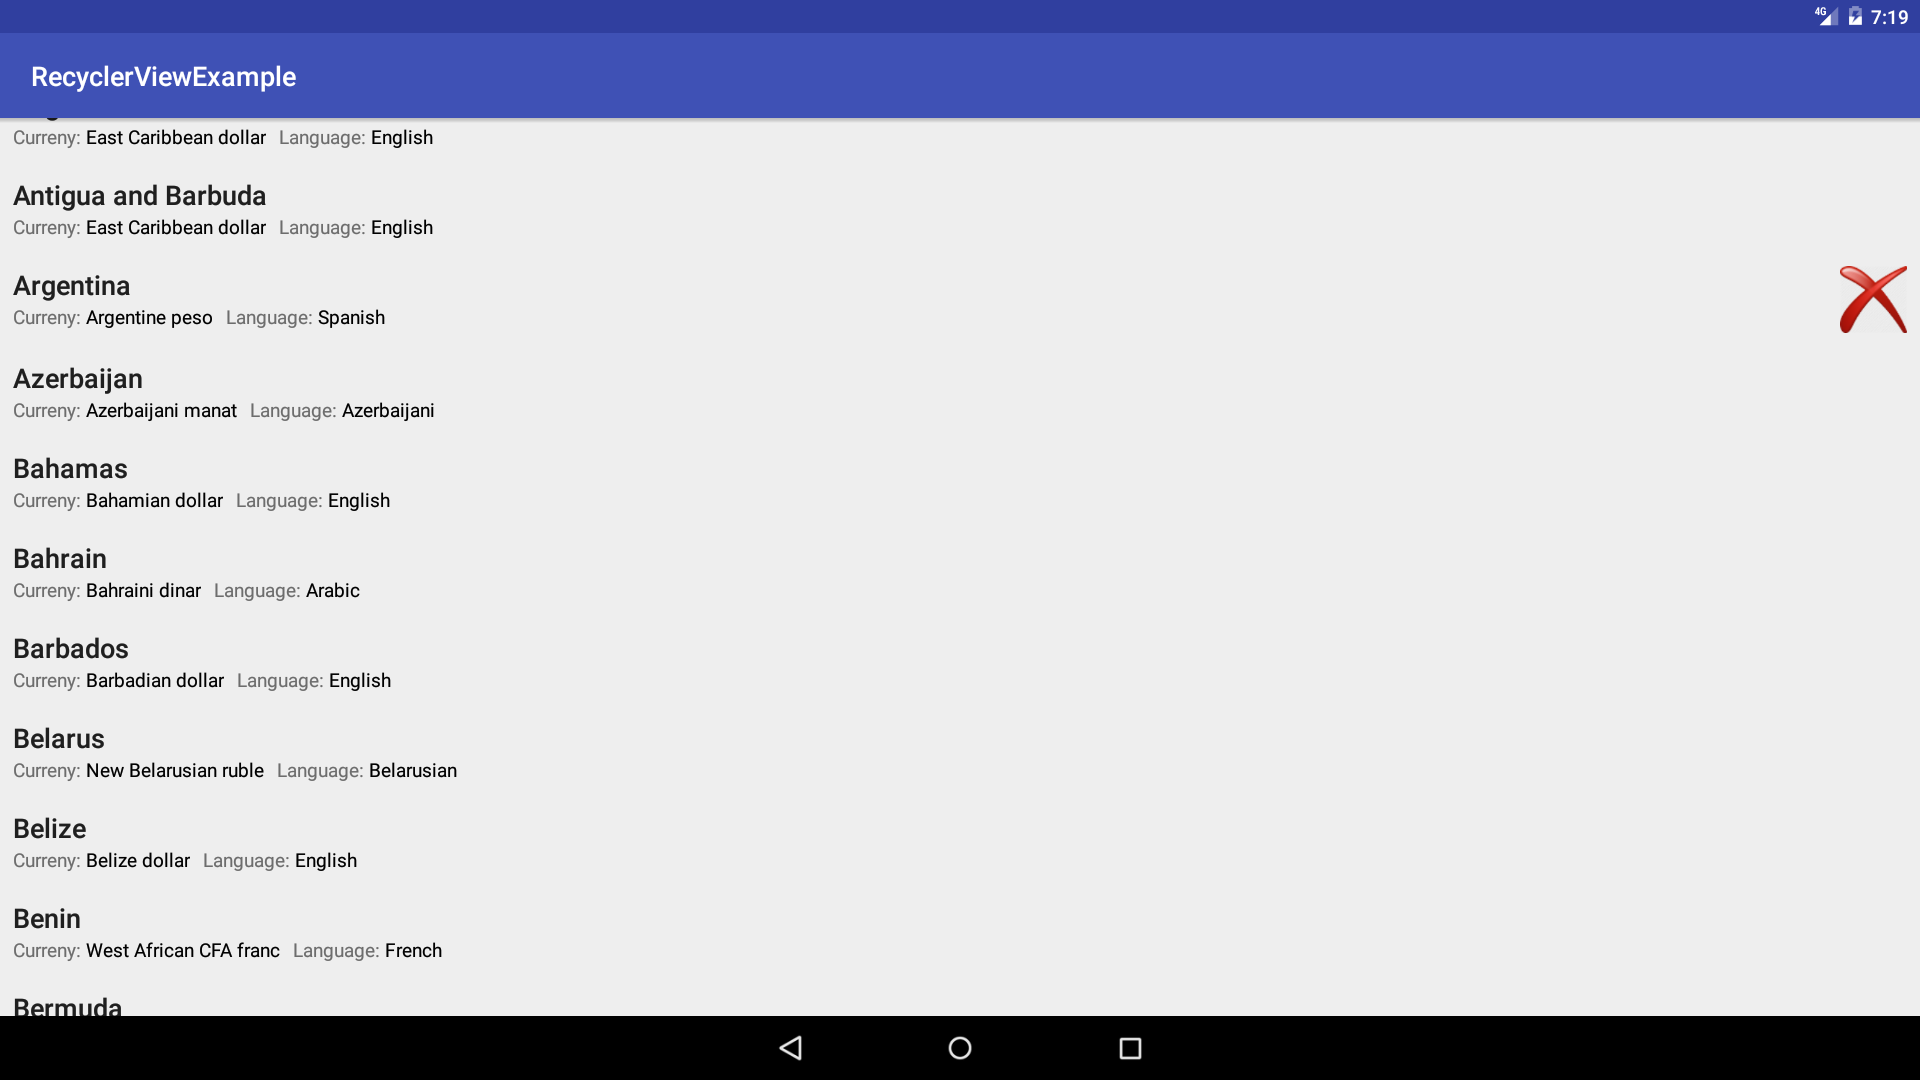 4G 7:19
RecyclerViewExample
Curreny: East Caribbean dollar Language: English
Antigua and Barbuda
Curreny: East Caribbean dollar Language: English
Argentina
Curreny: Argentine peso Language: Spanish
Azerbaijan
Curreny: Azerbaijani manat Language: Azerbaijani
Bahamas
Curreny: Bahamian dollar Language: English
Bahrain
Curreny: Bahraini dinar Language: Arabic
Barbados
Curreny: Barbadian dollar Language: English
Belarus
Curreny: New Belarusian ruble Language: Belarusian
Belize
Curreny: Belize dollar Language: English
Benin
Curreny: West African CFA franc Language: French
Bermuda